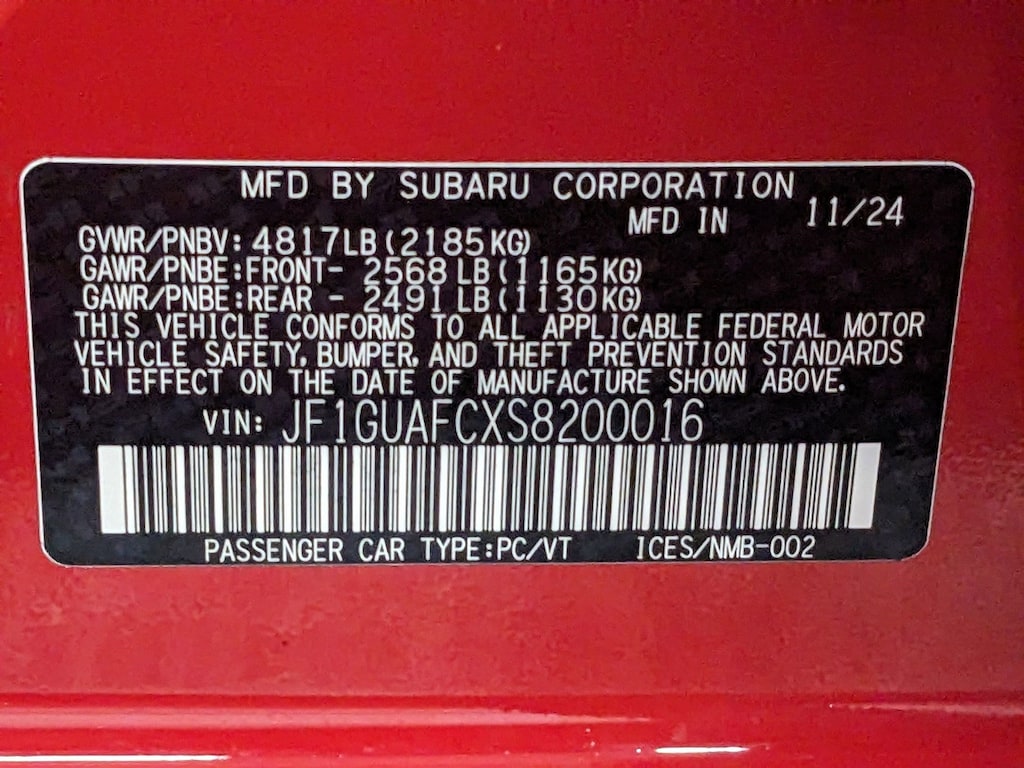 MFD BY SUBARU CORPORATION
MFD IN 11/24
GVWR/PNBV: 4817LB(2185KG)
GAWR/PNBE:FRONT- 2568 LB(1165KG)
GAWR/PNBE:REAR - 2491 LB(1130KG)
THIS VEHICLE CONFORMS TO ALL APPLICABLE FEDERAL MOTOR
VEHICLE SAFETY, BUMPER, AND THEFT PREVENTION STANDARDS
IN EFFECT ON THE DATE OF MANUFACTURE SHOWN ABOVE.
VIN: JF1GUAFCXS8200016
PASSENGER CAR TYPE:PC/VT ICES/NMB-002